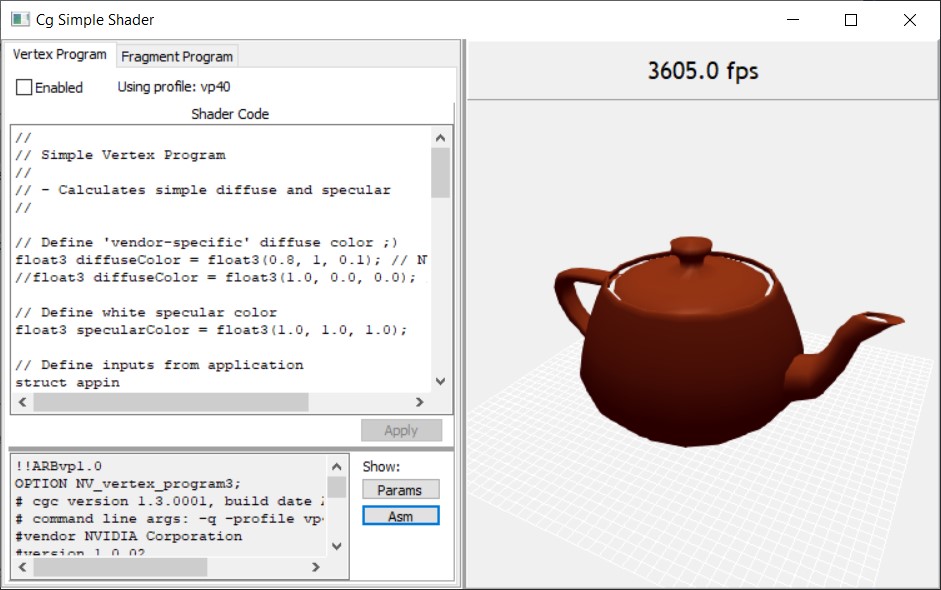 Cg Simple Shader
Vertex Program
Fragment Program
Enabled
Using profile: vp40
Shader Code
//
// Simple Vertex Program
//
// - Calculates simple diffuse and specular
//
// Define 'vendor-specific' diffuse color ;)
float3 diffuseColor = float3(0.8, 1, 0.1); //
//float3 diffuseColor = float3(1.0, 0.0, 0.0);
// Define white specular color
float3 specularColor = float3(1.0, 1.0, 1.0);
// Define inputs from application
struct appin
Apply
!!ARBvp1.0
OPTION NV_vertex_program3;
# cgc version 1.3.0001, build date
# command line args: -q -profile vp
#vendor NVIDIA Corporation
#version 1.0.02
Show:
Params
Asm
3605.0 fps